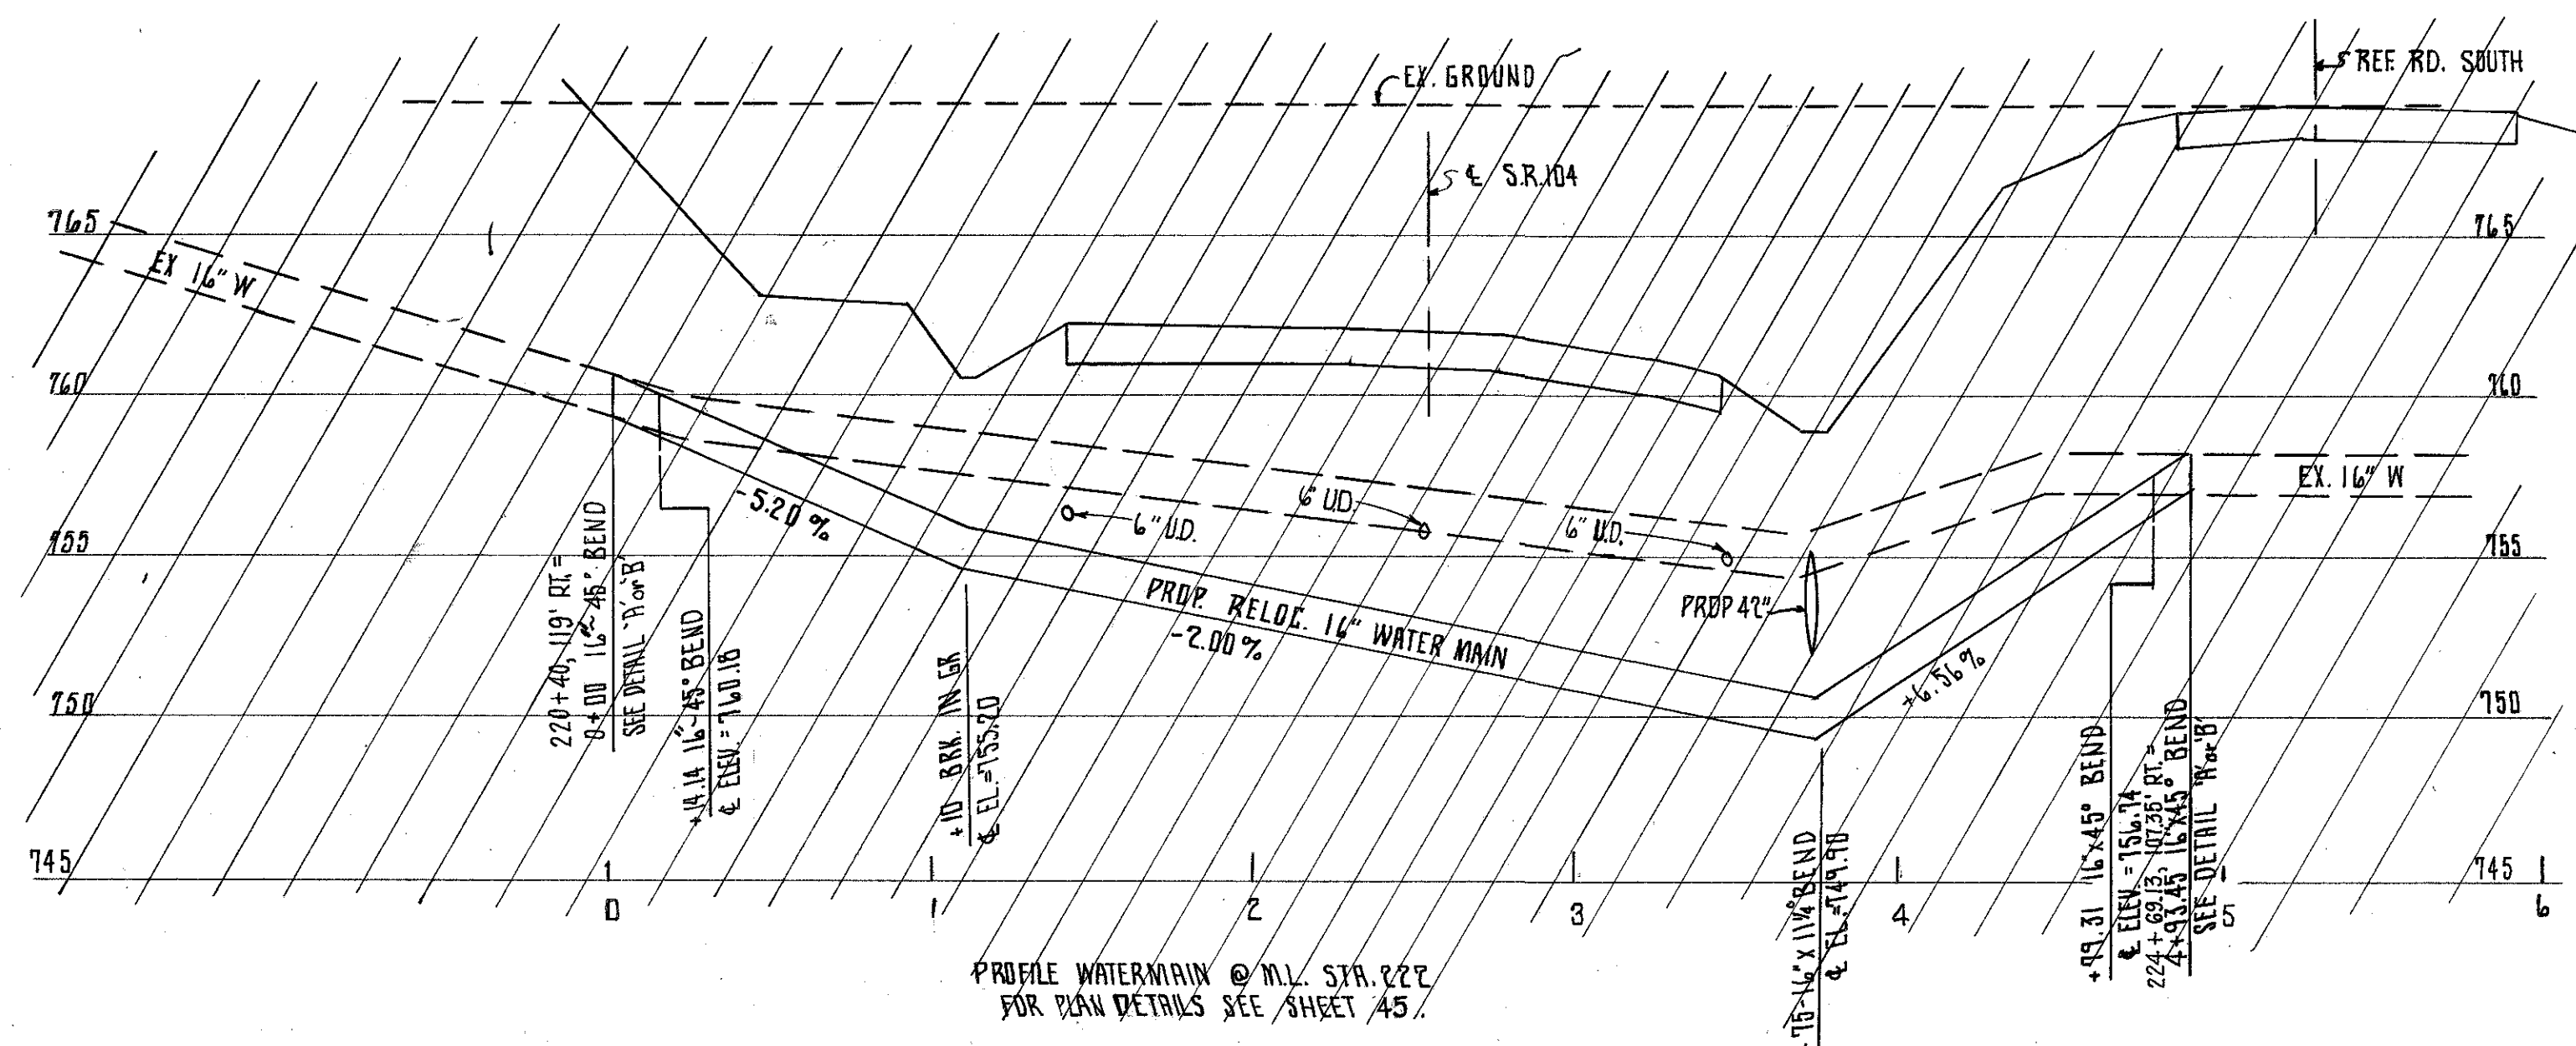 EX. GROUND
REF. RD. SOUTH
℄ S.R. 104
765
765
EX 16" W
760
760
-5.20 %
6" U.D.
6" U.D.
6" U.D.
EX. 16" W
755
755
PROP. RELOC. 16" WATER MAIN
-2.00 %
PROP 42"
+6.56 %
750
750
220+40, 119' RT. =
0+00 16"~45° BEND
SEE DETAIL 'A' or 'B'
+14.14 16"~45° BEND
℄ ELEV. = 760.18
+10 BRK. IN GR
℄ EL. = 755.20
75-16" x 11¼° BEND
℄ EL. = 749.90
16"x45° BEND
℄ ELEV. = 756.74
224+69.13, 107.35' RT. =
4+93.45 16"x45° BEND
SEE DETAIL 'A' or 'B'
745
745
0
1
2
3
4
5
6
PROFILE WATERMAIN @ M.L. STA. 222
FOR PLAN DETAILS SEE SHEET 45.